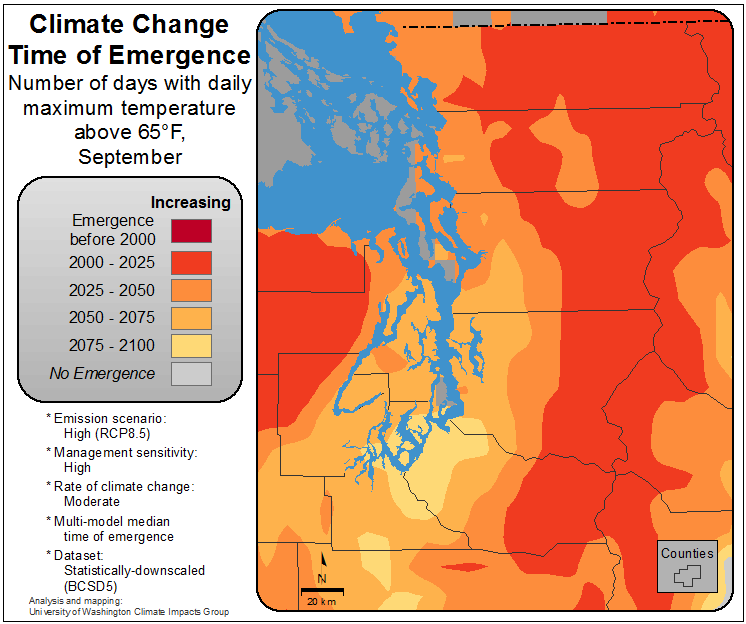 Climate Change
Time of Emergence
Number of days with daily
maximum temperature
above 65°F,
September
Increasing
Emergence
before 2000
2000 - 2025
2025 - 2050
2050 - 2075
2075 - 2100
No Emergence
* Emission scenario:
High (RCP8.5)
* Management sensitivity:
High
* Rate of climate change:
Moderate
* Multi-model median
time of emergence
* Dataset:
Statistically-downscaled
(BCSD5)
Analysis and mapping:
University of Washington Climate Impacts Group
N
20 km
Counties